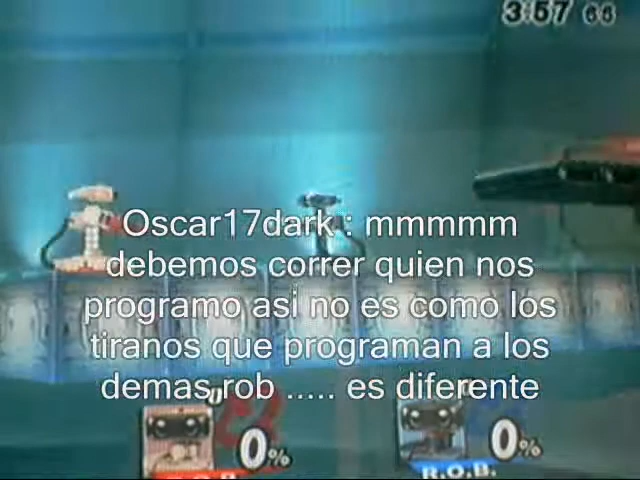 3:57 66
Oscar17dark : mmmmm
debemos correr quien nos
programo asi no es como los
tiranos que programan a los
demas rob ..... es diferente
0% 0%
R.O.B. R.O.B.